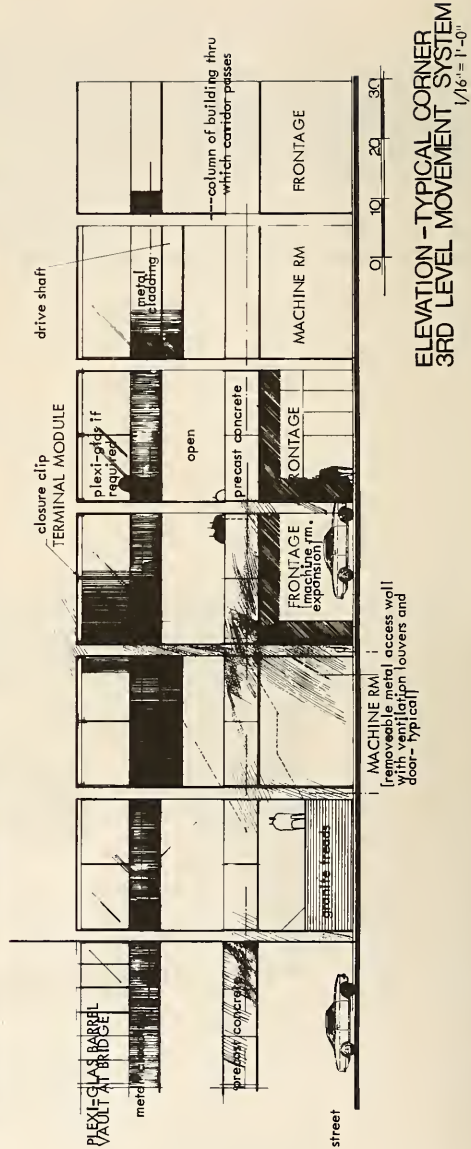 PLEXI-GLAS BARREL
VAULT AT BRIDGE
precast concrete
street
granite treads
MACHINE RM
[removeable metal access wall
with ventilation louvers and
door- typical]
closure clip
TERMINAL MODULE
plexi-glas if
required
open
precast concrete
FRONTAGE
[machine rm.
expansion
FRONTAGE
drive shaft
metal
cladding
MACHINE RM
column of building thru
which corridor passes
FRONTAGE
0 10 20 30
ELEVATION-TYPICAL CORNER
3RD LEVEL MOVEMENT SYSTEM
1/16"= 1'-0"